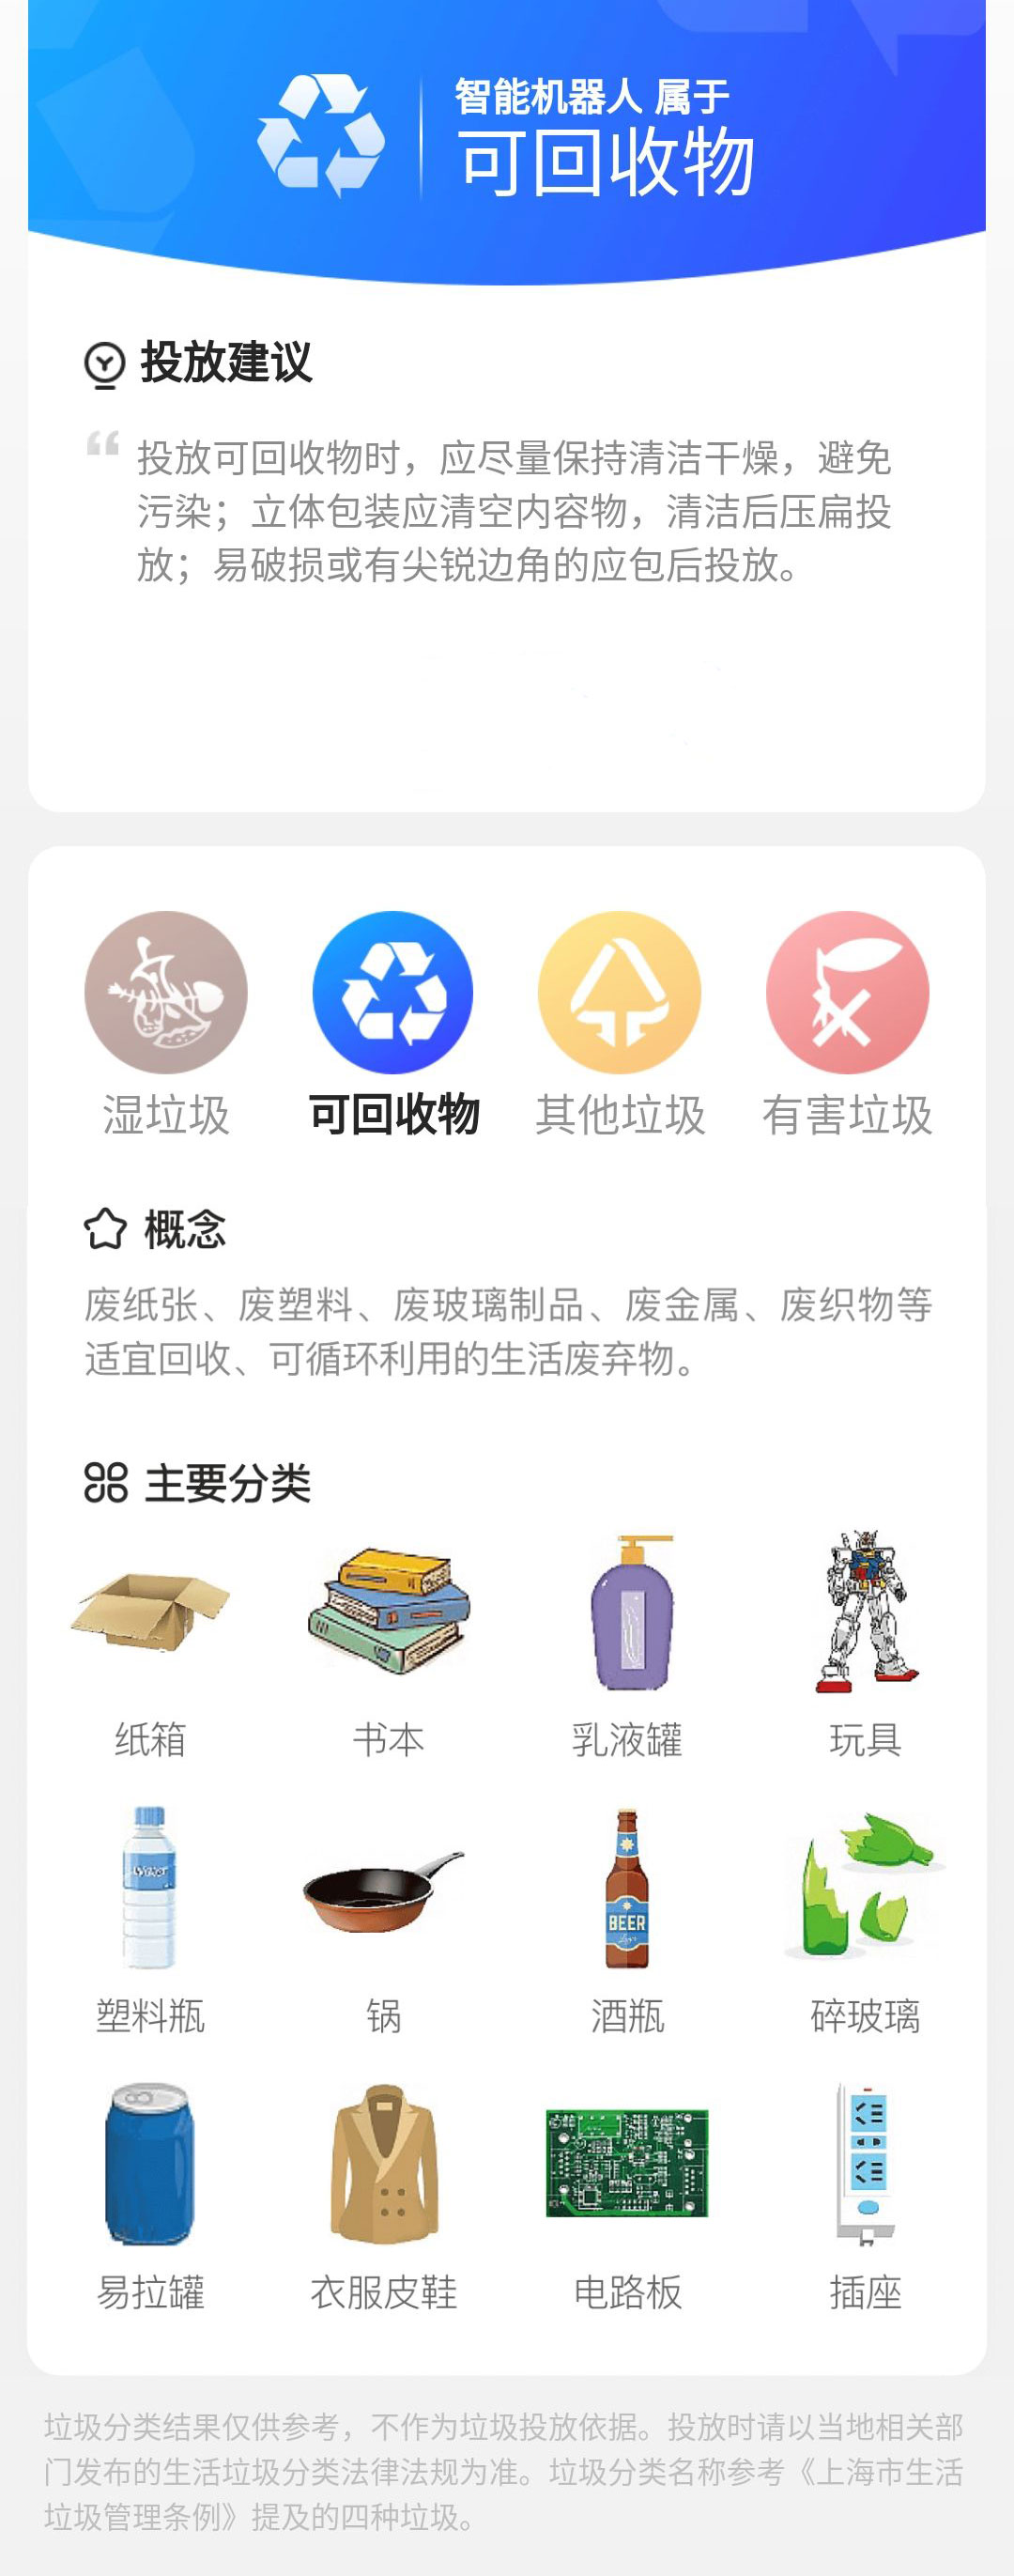 智能机器人 属于
可回收物
投放建议
投放可回收物时，应尽量保持清洁干燥，避免
污染；立体包装应清空内容物，清洁后压扁投
放；易破损或有尖锐边角的应包后投放。
湿垃圾 可回收物 其他垃圾 有害垃圾
概念
废纸张、废塑料、废玻璃制品、废金属、废织物等
适宜回收、可循环利用的生活废弃物。
主要分类
纸箱 书本 乳液罐 玩具
Water
BEER
塑料瓶 锅 酒瓶 碎玻璃
易拉罐 衣服皮鞋 电路板 插座
垃圾分类结果仅供参考，不作为垃圾投放依据。投放时请以当地相关部
门发布的生活垃圾分类法律法规为准。垃圾分类名称参考《上海市生活
垃圾管理条例》提及的四种垃圾。